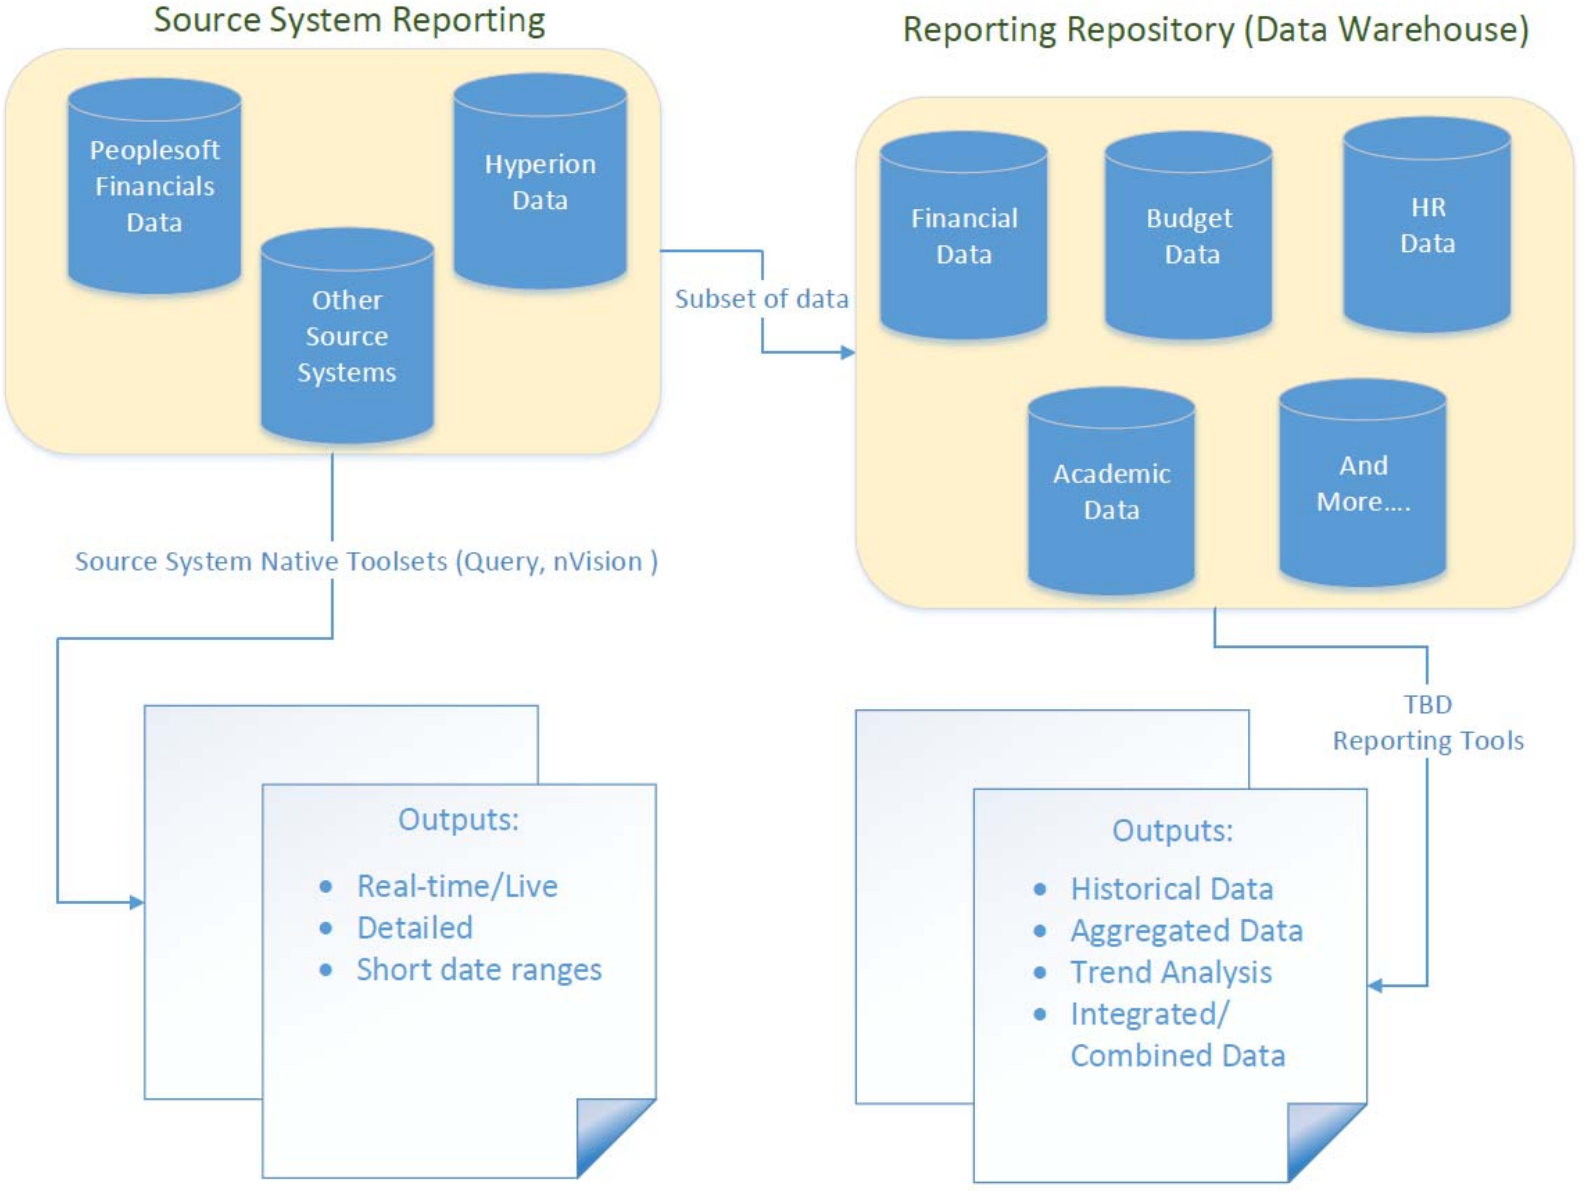 Source System Reporting
Peoplesoft
Financials
Data
Hyperion
Data
Other
Source
Systems
Subset of data
Reporting Repository (Data Warehouse)
Financial
Data
Budget
Data
HR
Data
Academic
Data
And
More....
Source System Native Toolsets (Query, nVision )
Outputs:
• Real-time/Live
• Detailed
• Short date ranges
TBD
Reporting Tools
Outputs:
• Historical Data
• Aggregated Data
• Trend Analysis
• Integrated/
Combined Data